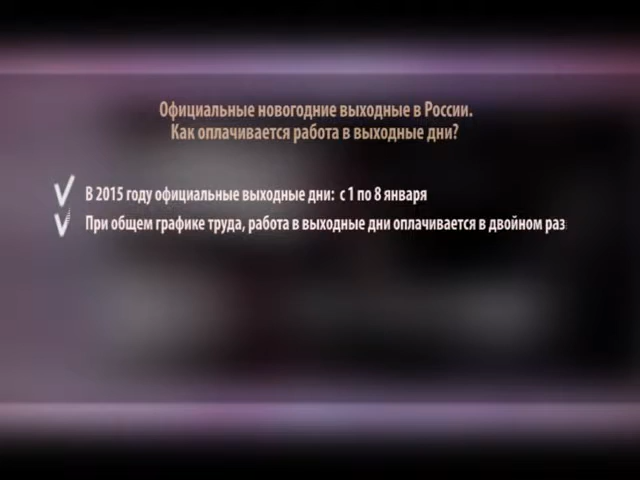 Официальные новогодние выходные в России.
Как оплачивается работа в выходные дни?
В 2015 году официальные выходные дни: с 1 по 8 января
При общем графике труда, работа в выходные дни оплачивается в двойном раз